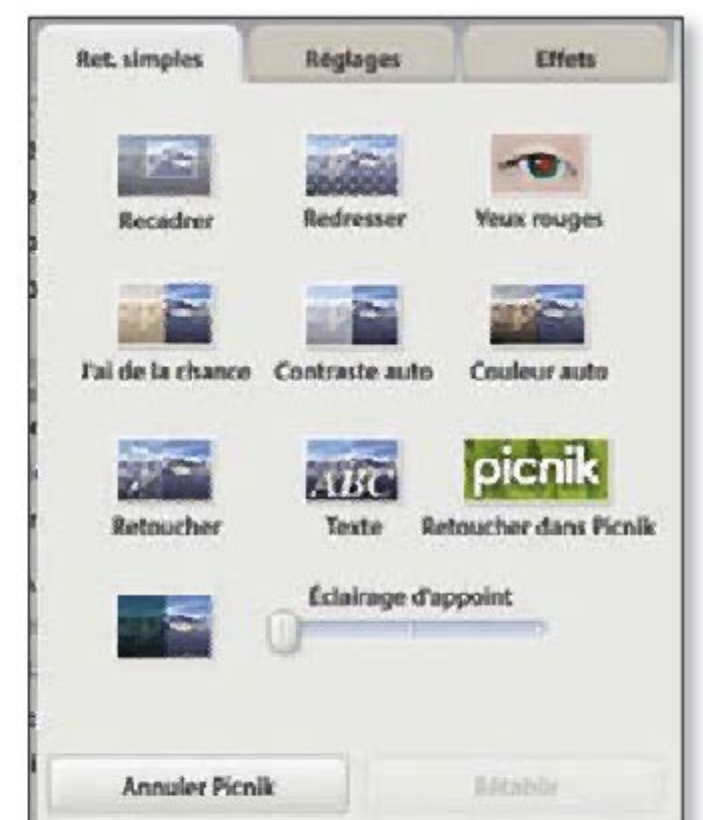 Ret. simples Réglages Effets
Recadrer Redresser Yeux rouges
J'ai de la chance Contraste auto Couleur auto
ABC picnik
Retoucher Texte Retoucher dans Picnik
Éclairage d'appoint
Annuler Picnik Rétablir